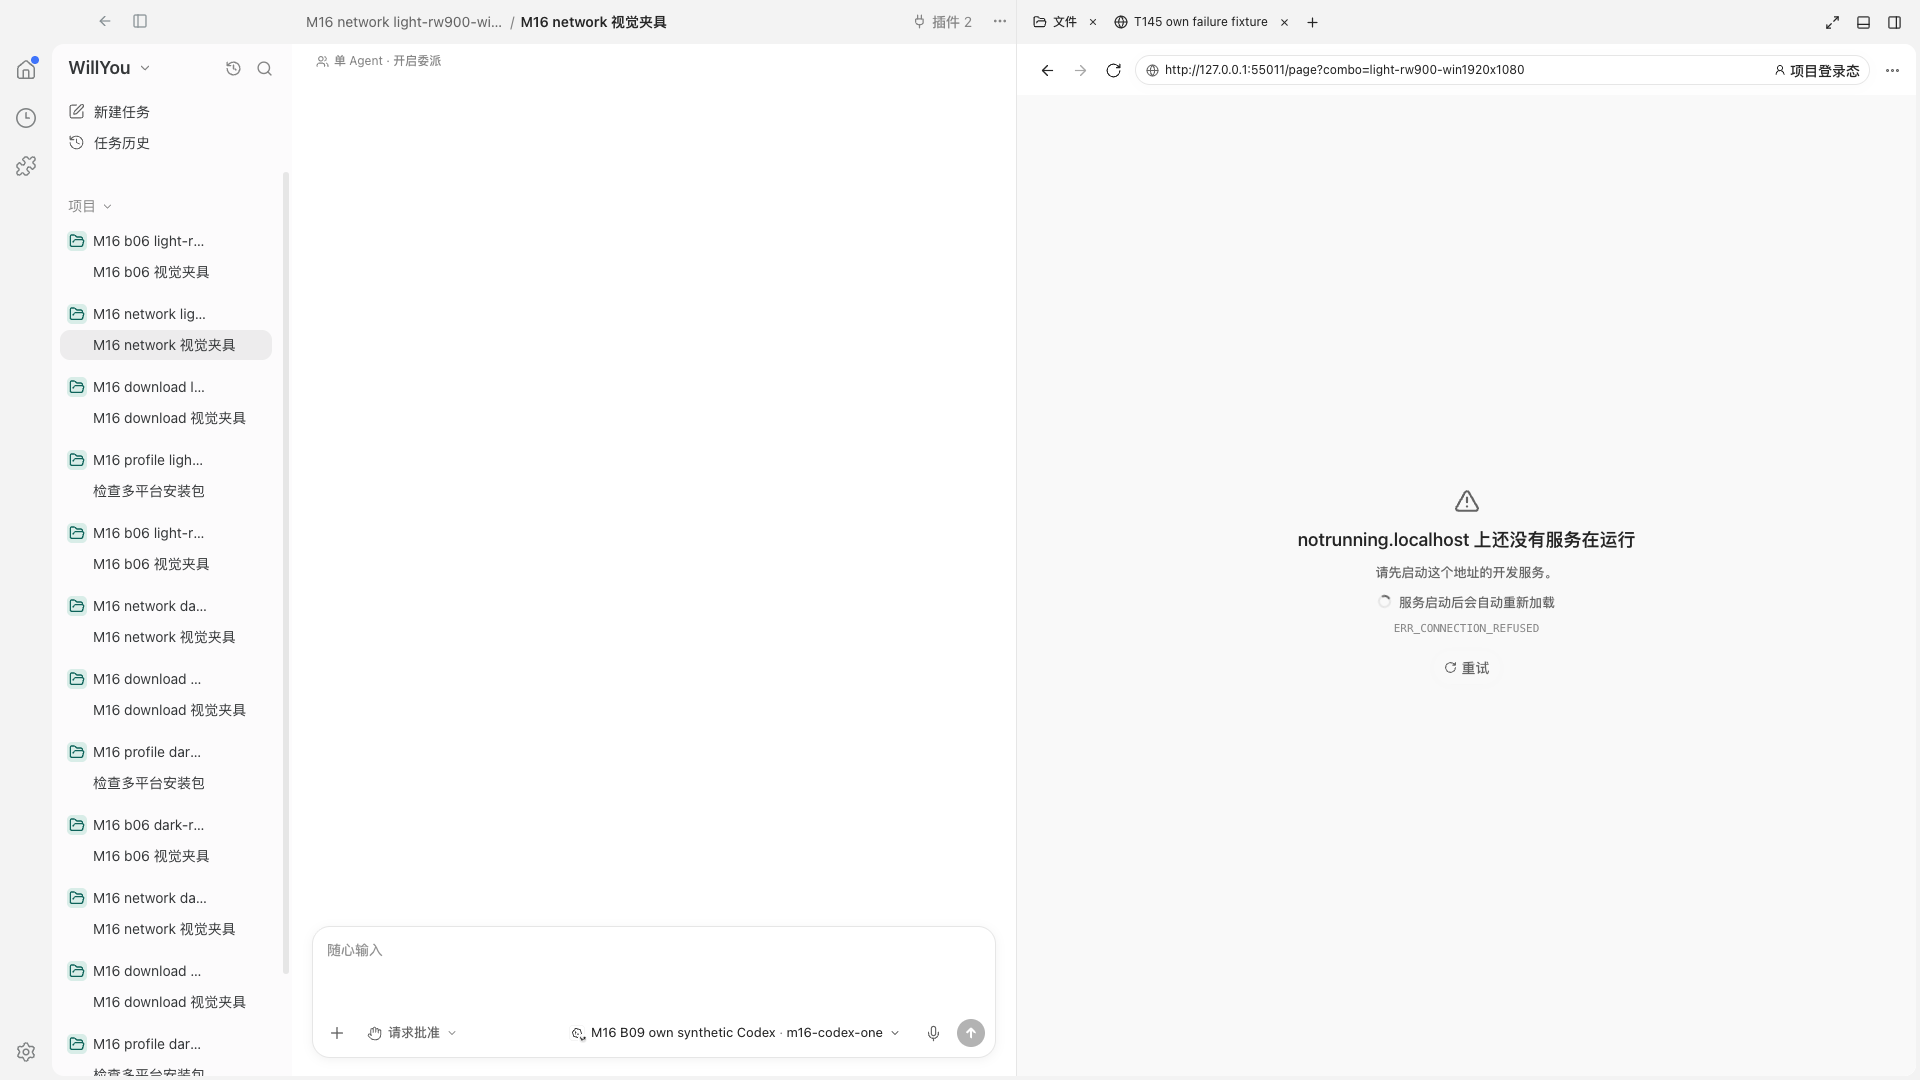 M16 network light-rw900-wi... / M16 network 视觉夹具
插件 2
文件
T145 own failure fixture
WillYou
新建任务
任务历史
项目
M16 b06 light-r...
M16 b06 视觉夹具
M16 network lig...
M16 network 视觉夹具
M16 download l...
M16 download 视觉夹具
M16 profile ligh...
检查多平台安装包
M16 b06 light-r...
M16 b06 视觉夹具
M16 network da...
M16 network 视觉夹具
M16 download ...
M16 download 视觉夹具
M16 profile dar...
检查多平台安装包
M16 b06 dark-r...
M16 b06 视觉夹具
M16 network da...
M16 network 视觉夹具
M16 download ...
M16 download 视觉夹具
M16 profile dar...
检查多平台安装包
单 Agent · 开启委派
随心输入
请求批准
M16 B09 own synthetic Codex · m16-codex-one
http://127.0.0.1:55011/page?combo=light-rw900-win1920x1080
项目登录态
notrunning.localhost 上还没有服务在运行
请先启动这个地址的开发服务。
服务启动后会自动重新加载
ERR_CONNECTION_REFUSED
重试